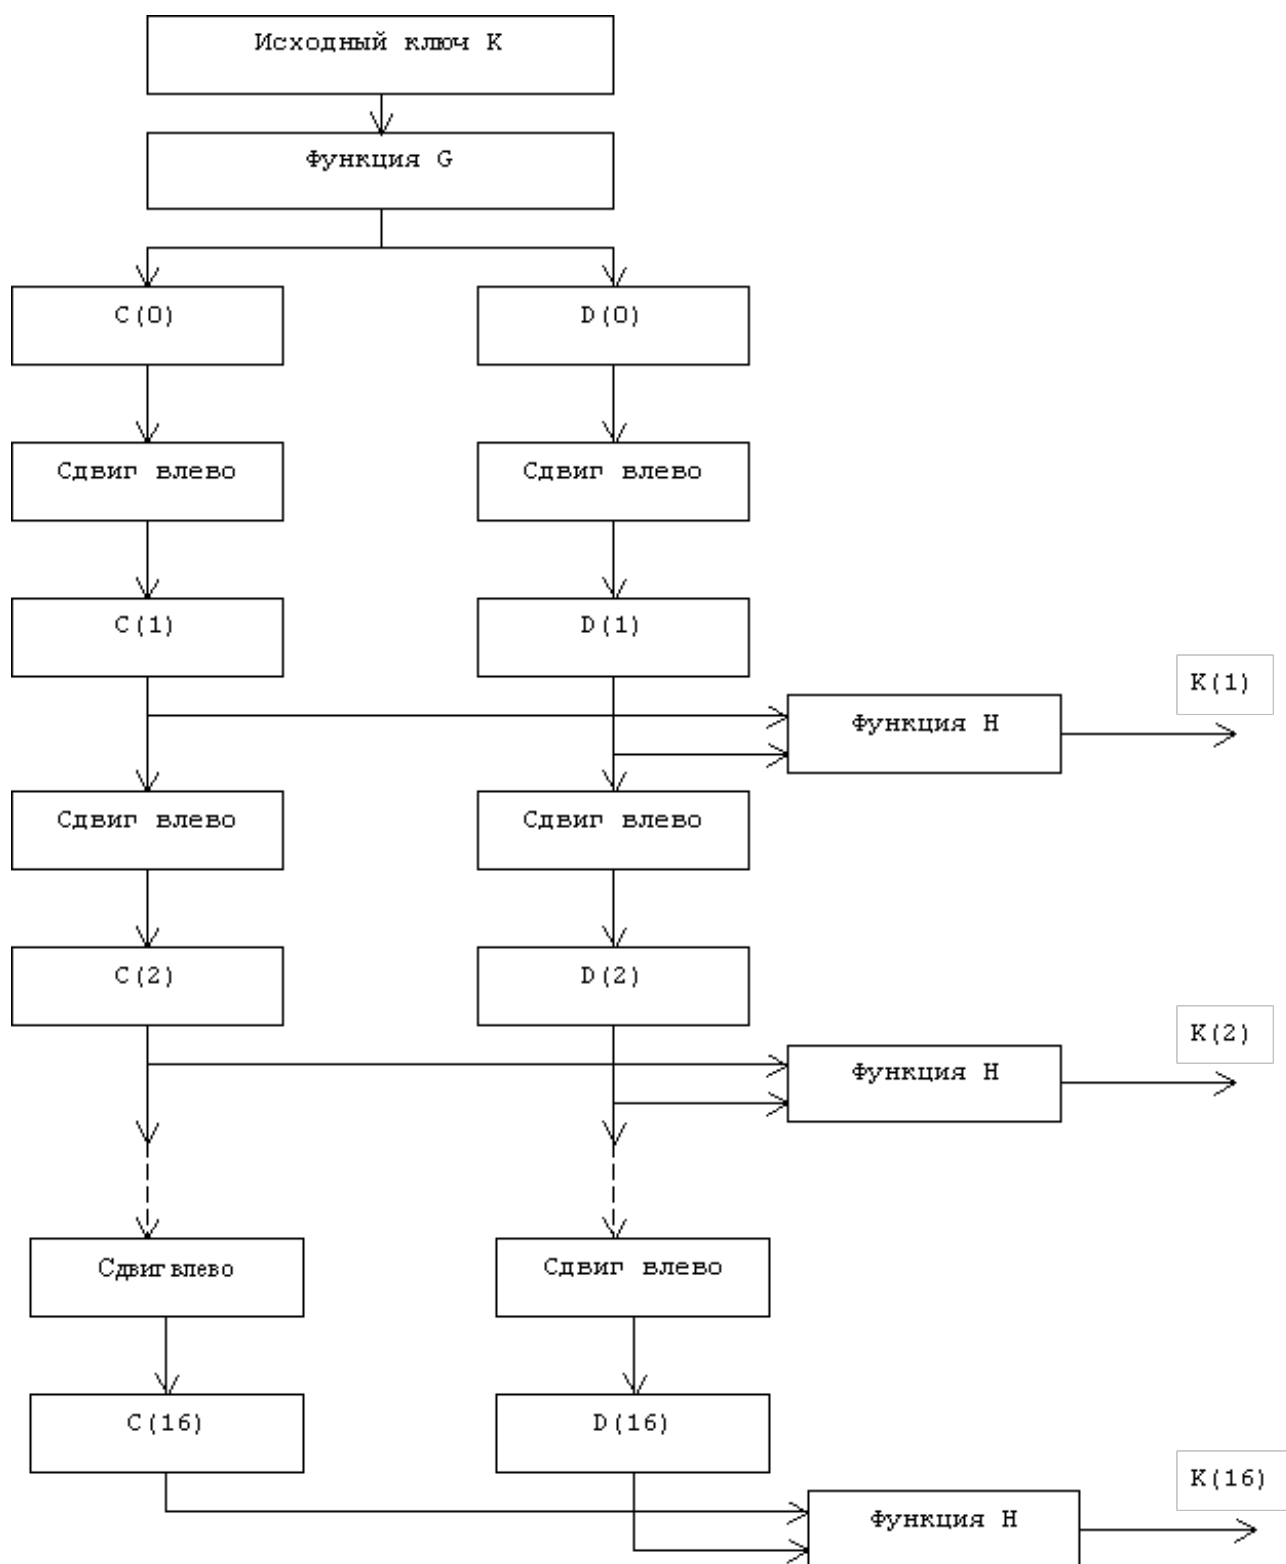 Исходный ключ K
Функция G
C(0)
D(0)
Сдвиг влево
Сдвиг влево
C(1)
D(1)
K(1)
Функция H
Сдвиг влево
Сдвиг влево
C(2)
D(2)
K(2)
Функция H
Сдвиг влево
Сдвиг влево
C(16)
D(16)
K(16)
Функция H